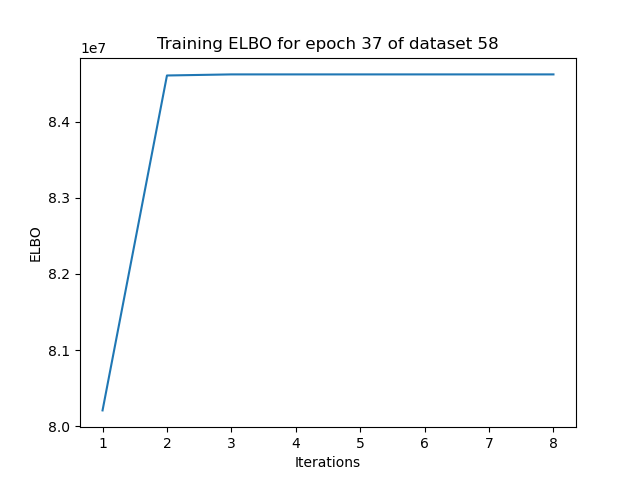 Training ELBO for epoch 37 of dataset 58
1e7
8.4
8.3
8.2
8.1
8.0
ELBO
1 2 3 4 5 6 7 8
Iterations